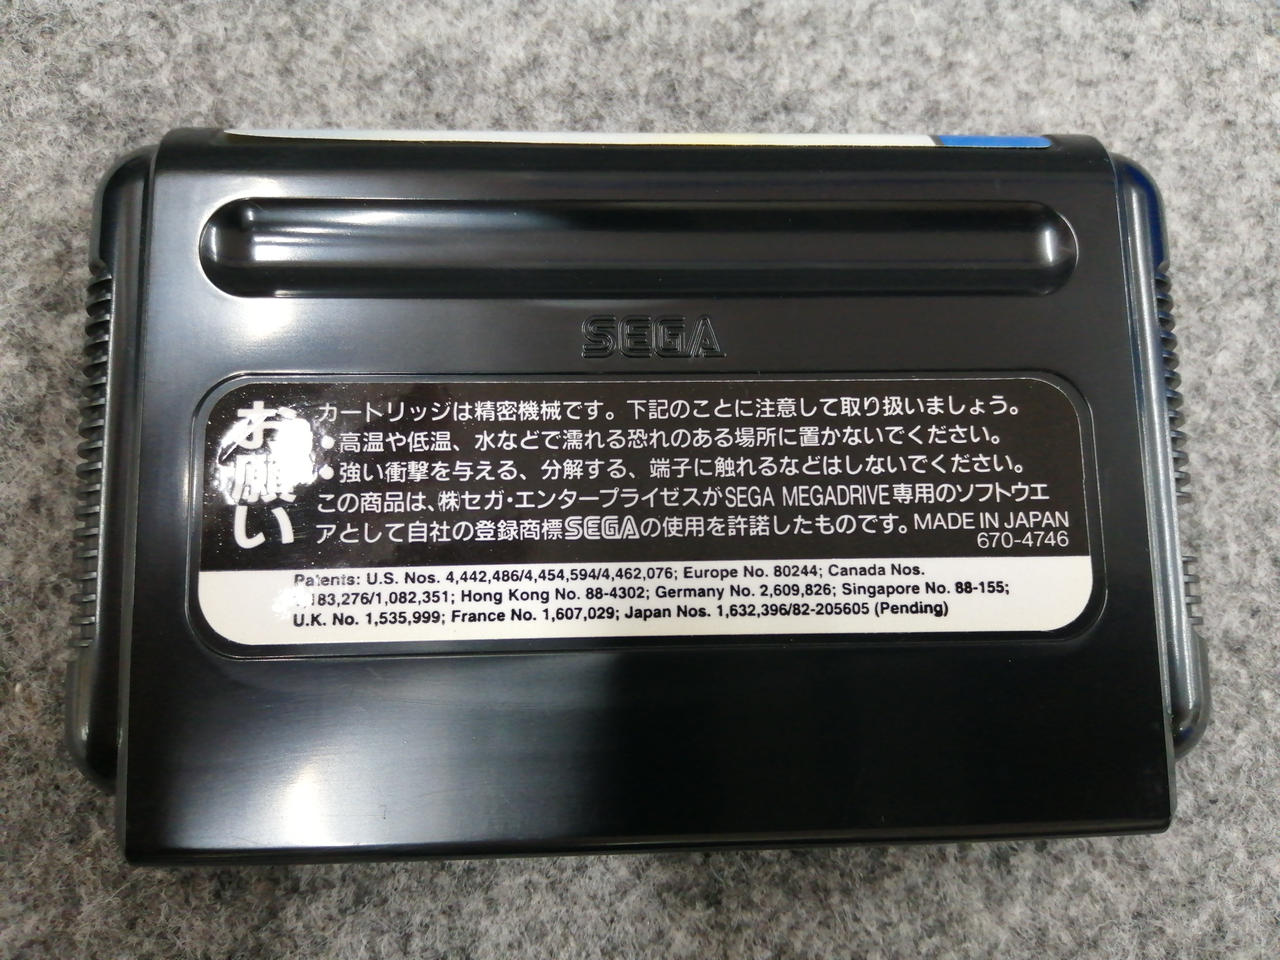 SEGA
お願い
カートリッジは精密機械です。下記のことに注意して取り扱いましょう。
・高温や低温、水などで濡れる恐れのある場所に置かないでください。
・強い衝撃を与える、分解する、端子に触れるなどはしないでください。
この商品は、㈱セガ・エンタープライゼスがSEGA MEGADRIVE専用のソフトウエ
アとして自社の登録商標SEGAの使用を許諾したものです。MADE IN JAPAN
670-4746
Patents: U.S. Nos. 4,442,486/4,454,594/4,462,076; Europe No. 80244; Canada Nos.
183,276/1,082,351; Hong Kong No. 88-4302; Germany No. 2,609,826; Singapore No. 88-155;
U.K. No. 1,535,999; France No. 1,607,029; Japan Nos. 1,632,396/82-205605 (Pending)